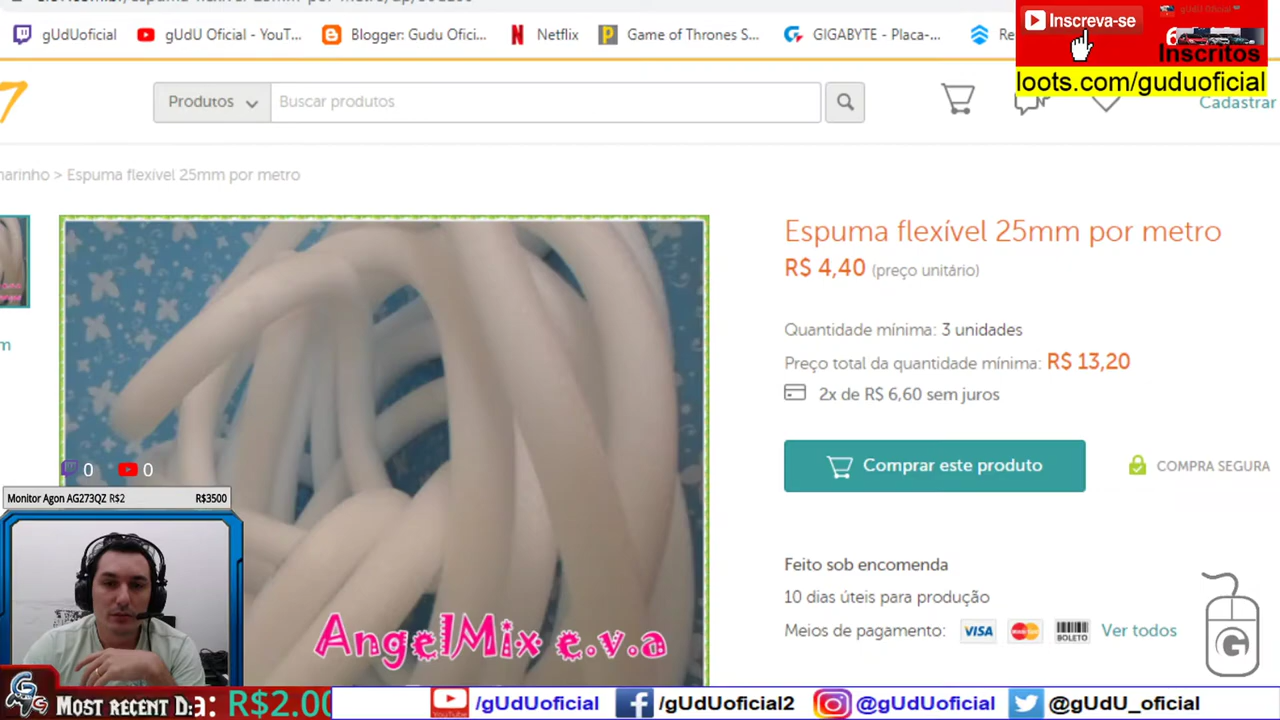 gUdUoficial
gUdU Oficial - YouT...
Blogger: Gudu Ofici...
Netflix
Game of Thrones S...
GIGABYTE - Placa-...
Inscreva-se
Inscritos
loots.com/guduoficial
Produtos
Buscar produtos
Cadastrar
marinho > Espuma flexível 25mm por metro
Espuma flexível 25mm por metro
R$ 4,40 (preço unitário)
Quantidade mínima: 3 unidades
Preço total da quantidade mínima: R$ 13,20
2x de R$ 6,60 sem juros
Comprar este produto
COMPRA SEGURA
Feito sob encomenda
10 dias úteis para produção
Meios de pagamento: VISA BOLETO Ver todos
AngelMix e.v.a
0 0
Monitor Agon AG273QZ R$2 R$3500
Most recent D:a: R$2.00
/gUdUoficial
/gUdUoficial2
@gUdUoficial
@gUdU_oficial